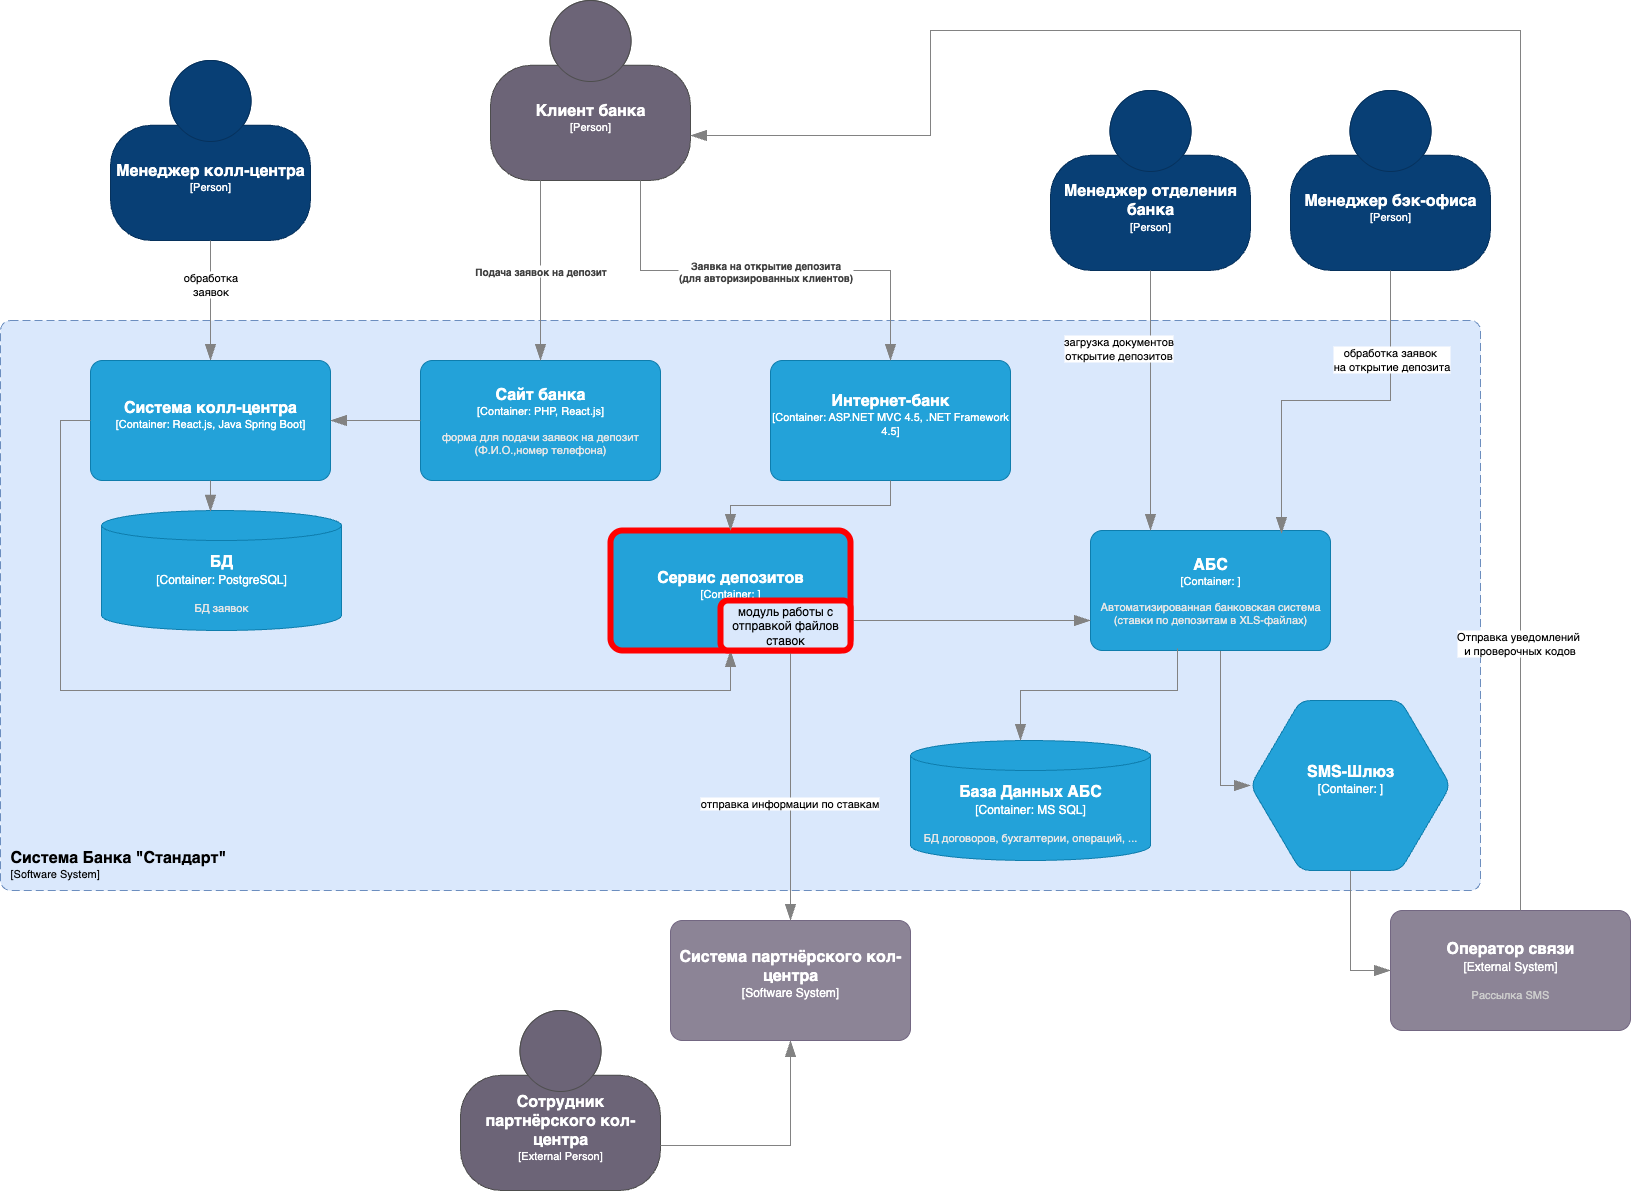 Клиент банка
[Person]
Менеджер колл-центра
[Person]
Менеджер отделения
банка
[Person]
Менеджер бэк-офиса
[Person]
обработка
заявок
Подача заявок на депозит
Заявка на открытие депозита
(для авторизированных клиентов)
загрузка документов
открытие депозитов
обработка заявок
на открытие депозита
Система колл-центра
[Container: React.js, Java Spring Boot]
Сайт банка
[Container: PHP, React.js]
форма для подачи заявок на депозит
(Ф.И.О.,номер телефона)
Интернет-банк
[Container: ASP.NET MVC 4.5, .NET Framework
4.5]
БД
[Container: PostgreSQL]
БД заявок
Сервис депозитов
[Container: ]
модуль работы с
отправкой файлов
ставок
АБС
[Container: ]
Автоматизированная банковская система
(ставки по депозитам в XLS-файлах)
Отправка уведомлений
и проверочных кодов
База Данных АБС
[Container: MS SQL]
БД договоров, бухгалтерии, операций, ...
SMS-Шлюз
[Container: ]
отправка информации по ставкам
Система Банка "Стандарт"
[Software System]
Система партнёрского кол-
центра
[Software System]
Оператор связи
[External System]
Рассылка SMS
Сотрудник
партнёрского кол-
центра
[External Person]